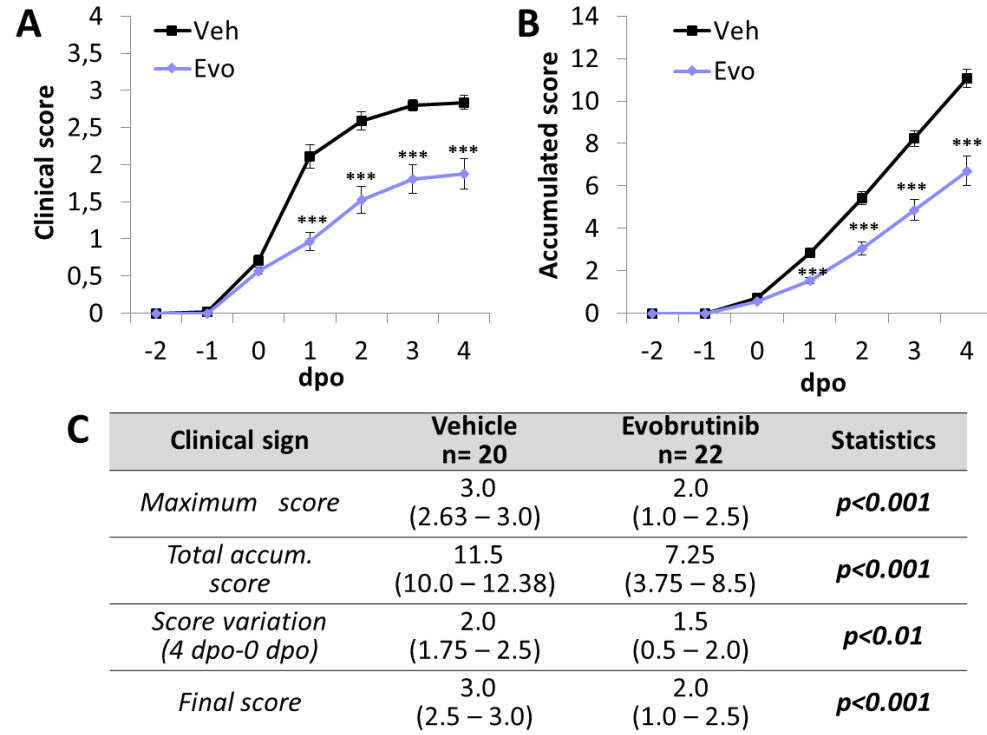 A
Veh
Evo
Clinical score
4
3,5
3
2,5
2
1,5
1
0,5
0
***
***
***
***
-2 -1 0 1 2 3 4
dpo
B
Veh
Evo
Accumulated score
14
12
10
8
6
4
2
0
***
***
***
***
-2 -1 0 1 2 3 4
dpo
C
Clinical sign Vehicle n= 20 Evobrutinib n= 22 Statistics
Maximum score 3.0 (2.63 – 3.0) 2.0 (1.0 – 2.5) p<0.001
Total accum. score 11.5 (10.0 – 12.38) 7.25 (3.75 – 8.5) p<0.001
Score variation (4 dpo-0 dpo) 2.0 (1.75 – 2.5) 1.5 (0.5 – 2.0) p<0.01
Final score 3.0 (2.5 – 3.0) 2.0 (1.0 – 2.5) p<0.001